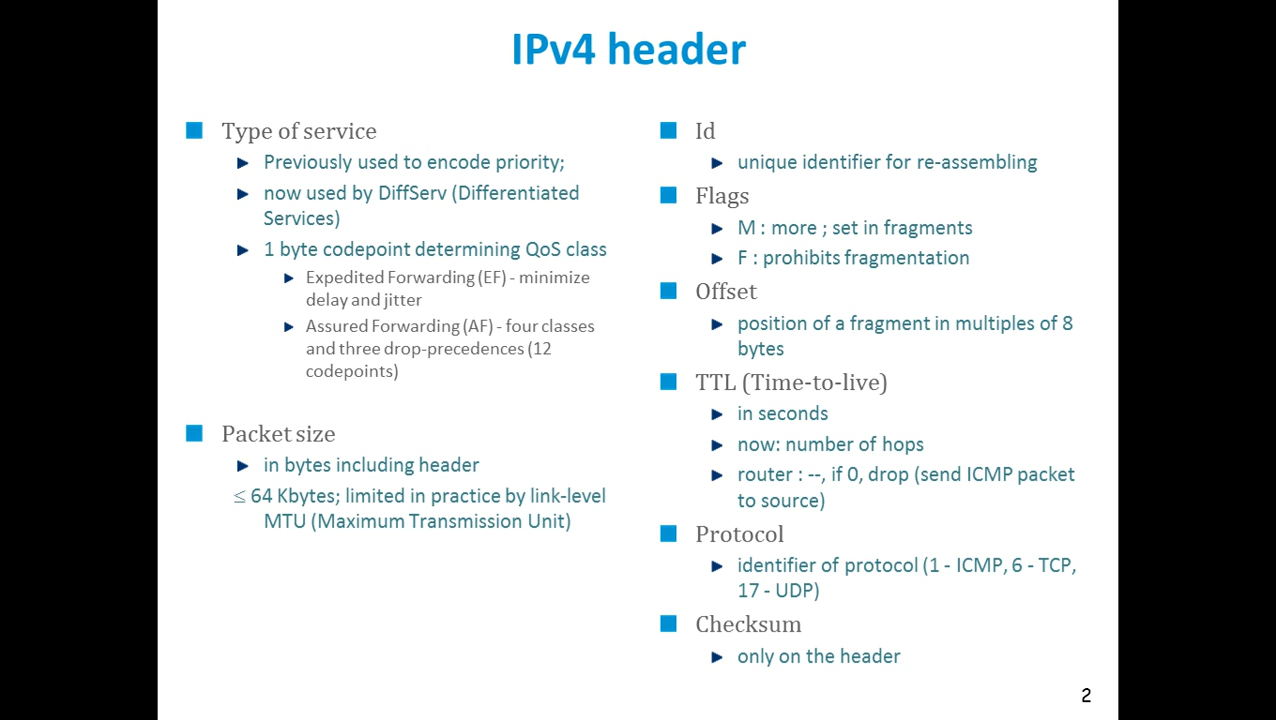 IPv4 header
Type of service
Previously used to encode priority;
now used by DiffServ (Differentiated
Services)
1 byte codepoint determining QoS class
Expedited Forwarding (EF) - minimize
delay and jitter
Assured Forwarding (AF) - four classes
and three drop-precedences (12
codepoints)
Packet size
in bytes including header
≤ 64 Kbytes; limited in practice by link-level
MTU (Maximum Transmission Unit)
Id
unique identifier for re-assembling
Flags
M : more ; set in fragments
F : prohibits fragmentation
Offset
position of a fragment in multiples of 8
bytes
TTL (Time-to-live)
in seconds
now: number of hops
router : --, if 0, drop (send ICMP packet
to source)
Protocol
identifier of protocol (1 - ICMP, 6 - TCP,
17 - UDP)
Checksum
only on the header
2